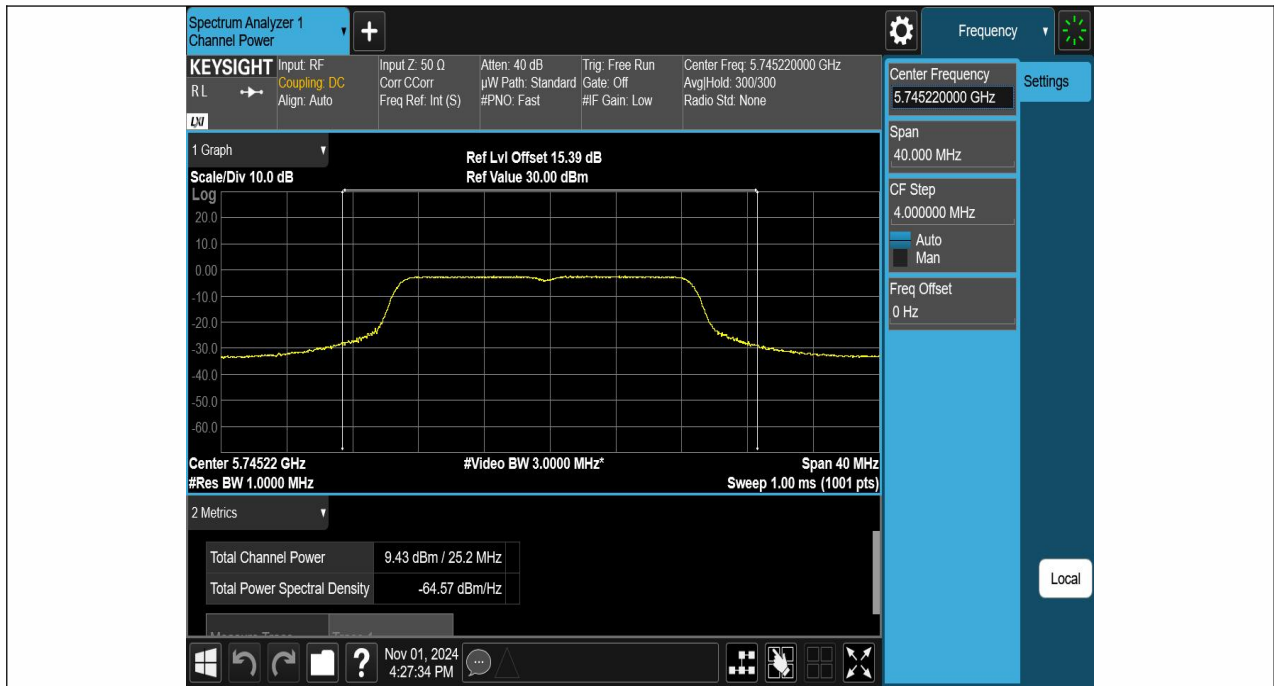 Spectrum Analyzer 1
Channel Power
+
Frequency
KEYSIGHT
RL
LXI
Input: RF
Coupling: DC
Align: Auto
Input Z: 50 Ω
Corr CCorr
Freq Ref: Int (S)
Atten: 40 dB
µW Path: Standard
#PNO: Fast
Trig: Free Run
Gate: Off
#IF Gain: Low
Center Freq: 5.745220000 GHz
Avg|Hold: 300/300
Radio Std: None
Center Frequency
5.745220000 GHz
Settings
Span
40.000 MHz
CF Step
4.000000 MHz
Auto
Man
Freq Offset
0 Hz
Local
1 Graph
Scale/Div 10.0 dB
Ref Lvl Offset 15.39 dB
Ref Value 30.00 dBm
Log
20.0
10.0
0.00
-10.0
-20.0
-30.0
-40.0
-50.0
-60.0
Center 5.74522 GHz
#Video BW 3.0000 MHz*
Span 40 MHz
#Res BW 1.0000 MHz
Sweep 1.00 ms (1001 pts)
2 Metrics
Total Channel Power 9.43 dBm / 25.2 MHz
Total Power Spectral Density -64.57 dBm/Hz
?
Nov 01, 2024
4:27:34 PM